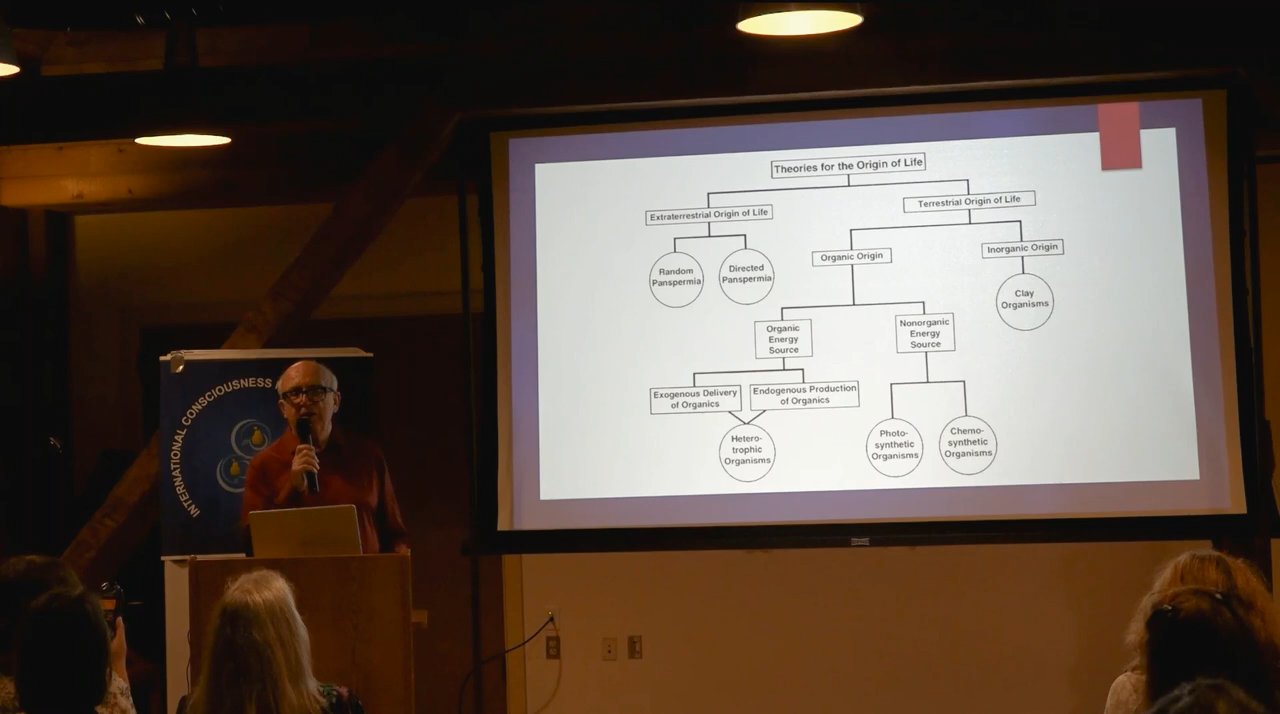 Theories for the Origin of Life
Extraterrestrial Origin of Life
Terrestrial Origin of Life
Random
Panspermia
Directed
Panspermia
Organic Origin
Inorganic Origin
Clay
Organisms
Organic
Energy
Source
Nonorganic
Energy
Source
Exogenous Delivery
of Organics
Endogenous Production
of Organics
Hetero-
trophic
Organisms
Photo-
synthetic
Organisms
Chemo-
synthetic
Organisms
INTERNATIONAL CONSCIOUSNESS